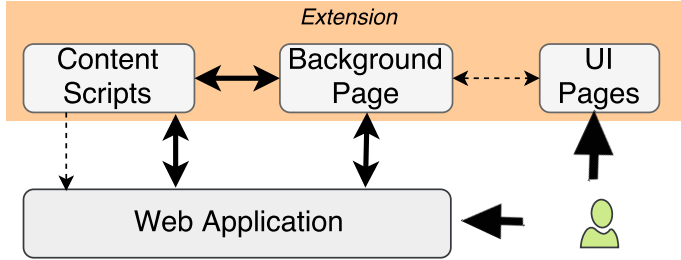 Extension
Content
Scripts
Background
Page
UI
Pages
Web Application